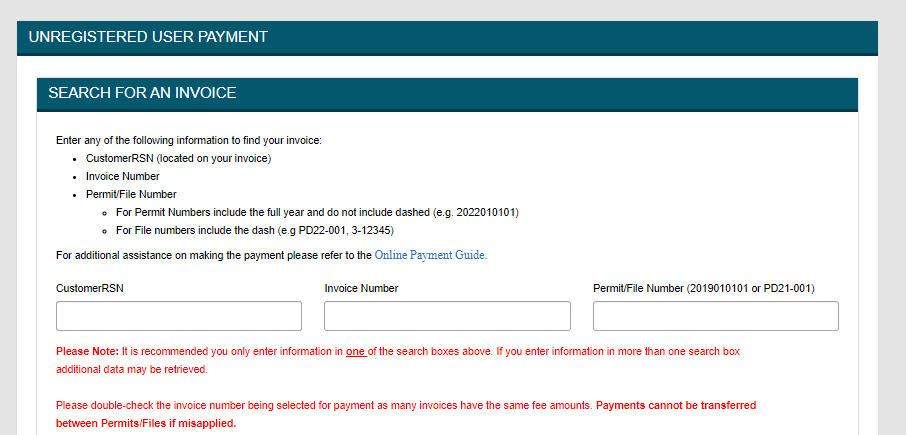 UNREGISTERED USER PAYMENT
SEARCH FOR AN INVOICE
Enter any of the following information to find your invoice:
CustomerRSN (located on your invoice)
Invoice Number
Permit/File Number
For Permit Numbers include the full year and do not include dashed (e.g. 2022010101)
For File numbers include the dash (e.g PD22-001, 3-12345)
For additional assistance on making the payment please refer to the Online Payment Guide.
CustomerRSN Invoice Number Permit/File Number (2019010101 or PD21-001)
Please Note: It is recommended you only enter information in one of the search boxes above. If you enter information in more than one search box
additional data may be retrieved.
Please double-check the invoice number being selected for payment as many invoices have the same fee amounts. Payments cannot be transferred
between Permits/Files if misapplied.